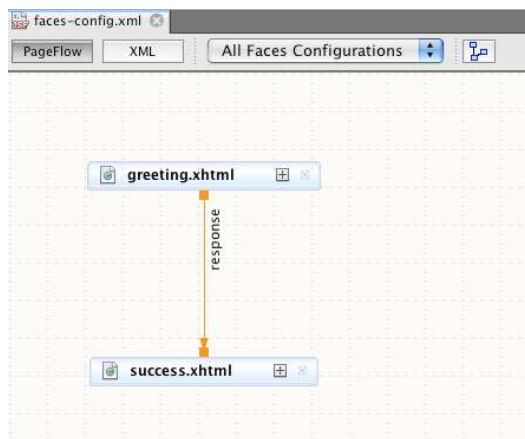 faces-config.xml
PageFlow XML All Faces Configurations
greeting.xhtml
response
success.xhtml